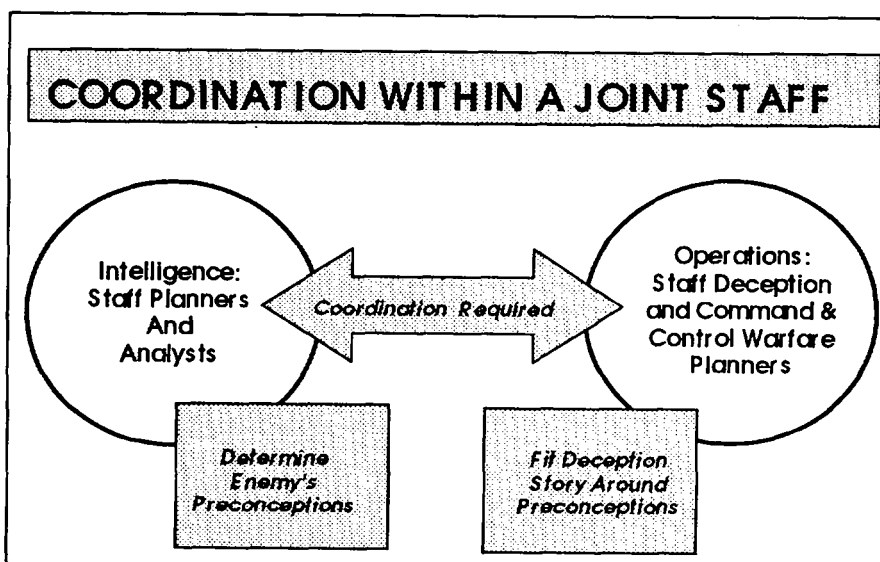 COORDINATION WITHIN A JOINT STAFF
Intelligence:
Staff Planners
And
Analysts
Coordination Required
Operations:
Staff Deception
and Command &
Control Warfare
Planners
Determine
Enemy's
Preconceptions
Fit Deception
Story Around
Preconceptions